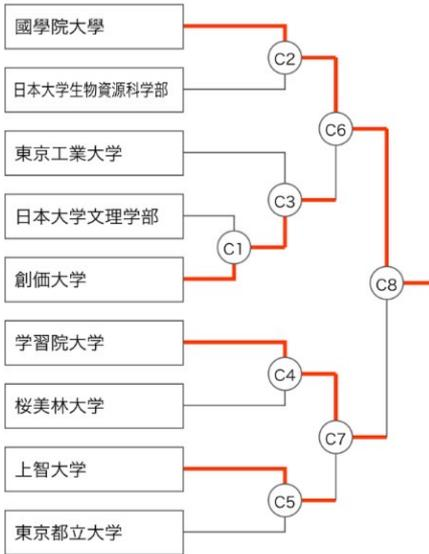 國學院大學
C2
日本大学生物資源科学部
C6
東京工業大学
C3
日本大学文理学部
C1
創価大学
C8
学習院大学
C4
桜美林大学
C7
上智大学
C5
東京都立大学